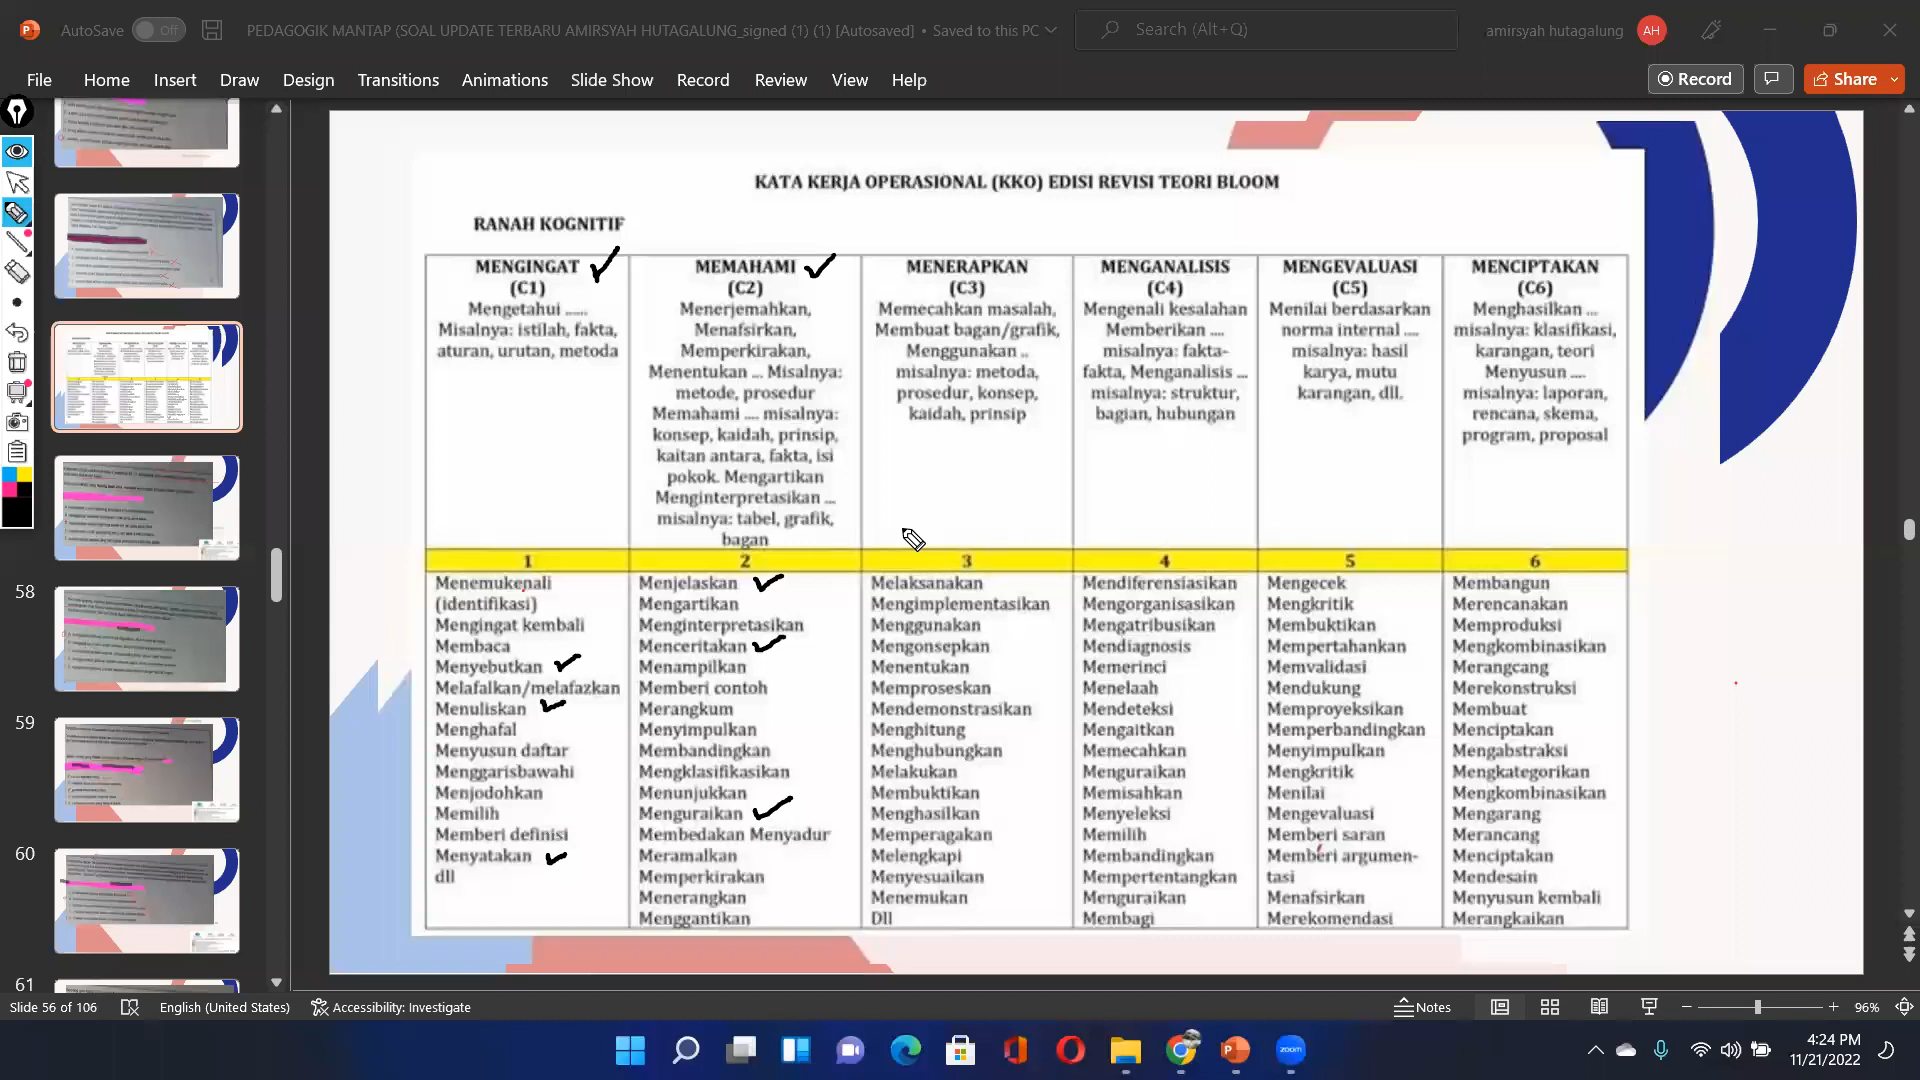 AutoSave
Off
PEDAGOGIK MANTAP (SOAL UPDATE TERBARU AMIRSYAH HUTAGALUNG_signed (1) (1) [Autosaved] • Saved to this PC
Search (Alt+Q)
amirsyah hutagalung
AH
File
Home
Insert
Draw
Design
Transitions
Animations
Slide Show
Record
Review
View
Help
Record
Share
58
59
60
61
KATA KERJA OPERASIONAL (KKO) EDISI REVISI TEORI BLOOM
RANAH KOGNITIF
MENGINGAT
(C1)
Mengetahui ......
Misalnya: istilah, fakta,
aturan, urutan, metoda
MEMAHAMI
(C2)
Menerjemahkan,
Menafsirkan,
Memperkirakan,
Menentukan ... Misalnya:
metode, prosedur
Memahami .... misalnya:
konsep, kaidah, prinsip,
kaitan antara, fakta, isi
pokok. Mengartikan
Menginterpretasikan ...
misalnya: tabel, grafik,
bagan
MENERAPKAN
(C3)
Memecahkan masalah,
Membuat bagan/grafik,
Menggunakan ..
misalnya: metoda,
prosedur, konsep,
kaidah, prinsip
MENGANALISIS
(C4)
Mengenali kesalahan
Memberikan ....
misalnya: fakta-
fakta, Menganalisis ...
misalnya: struktur,
bagian, hubungan
MENGEVALUASI
(C5)
Menilai berdasarkan
norma internal ....
misalnya: hasil
karya, mutu
karangan, dll.
MENCIPTAKAN
(C6)
Menghasilkan ...
misalnya: klasifikasi,
karangan, teori
Menyusun ....
misalnya: laporan,
rencana, skema,
program, proposal
1
2
3
4
5
6
Menemukenali
(identifikasi)
Mengingat kembali
Membaca
Menyebutkan
Melafalkan/melafazkan
Menuliskan
Menghafal
Menyusun daftar
Menggarisbawahi
Menjodohkan
Memilih
Memberi definisi
Menyatakan
dll
Menjelaskan
Mengartikan
Menginterpretasikan
Menceritakan
Menampilkan
Memberi contoh
Merangkum
Menyimpulkan
Membandingkan
Mengklasifikasikan
Menunjukkan
Menguraikan
Membedakan Menyadur
Meramalkan
Memperkirakan
Menerangkan
Menggantikan
Melaksanakan
Mengimplementasikan
Menggunakan
Mengonsepkan
Menentukan
Memproseskan
Mendemonstrasikan
Menghitung
Menghubungkan
Melakukan
Membuktikan
Menghasilkan
Memperagakan
Melengkapi
Menyesuaikan
Menemukan
Dll
Mendiferensiasikan
Mengorganisasikan
Mengatribusikan
Mendiagnosis
Memerinci
Menelaah
Mendeteksi
Mengaitkan
Memecahkan
Menguraikan
Memisahkan
Menyeleksi
Memilih
Membandingkan
Mempertentangkan
Menguraikan
Membagi
Mengecek
Mengkritik
Membuktikan
Mempertahankan
Memvalidasi
Mendukung
Memproyeksikan
Memperbandingkan
Menyimpulkan
Mengkritik
Menilai
Mengevaluasi
Memberi saran
Memberi argumen-
tasi
Menafsirkan
Merekomendasi
Membangun
Merencanakan
Memproduksi
Mengkombinasikan
Merangcang
Merekonstruksi
Membuat
Menciptakan
Mengabstraksi
Mengkategorikan
Mengkombinasikan
Mengarang
Merancang
Menciptakan
Mendesain
Menyusun kembali
Merangkaikan
Slide 56 of 106
English (United States)
Accessibility: Investigate
Notes
96%
zoom
4:24 PM
11/21/2022